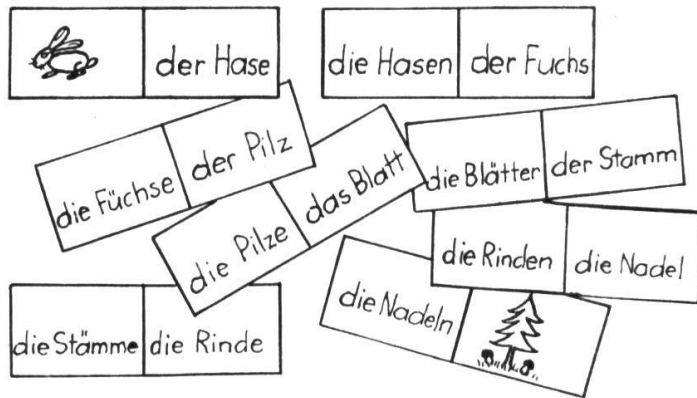 der Hase
die Hasen
der Fuchs
die Füchse
der Pilz
die Pilze
das Blatt
die Blätter
der Stamm
die Rinden
die Nadel
die Nadeln
die Stämme
die Rinde